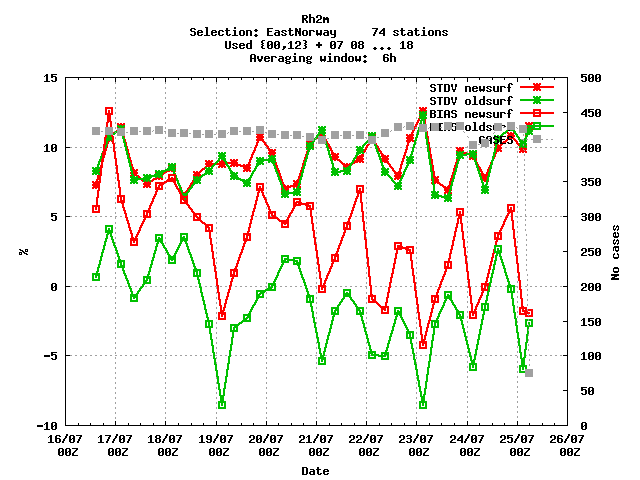 Rh2m
Selection: EastNorway 74 stations
Used {00,12} + 07 08 ... 18
Averaging window: 6h
STDV newsurf
STDV oldsurf
BIAS newsurf
BIAS oldsurf
CASES
15
10
5
0
-5
-10
%
500
450
400
350
300
250
200
150
100
50
0
No cases
16/07 17/07 18/07 19/07 20/07 21/07 22/07 23/07 24/07 25/07 26/07
00Z 00Z 00Z 00Z 00Z 00Z 00Z 00Z 00Z 00Z 00Z
Date